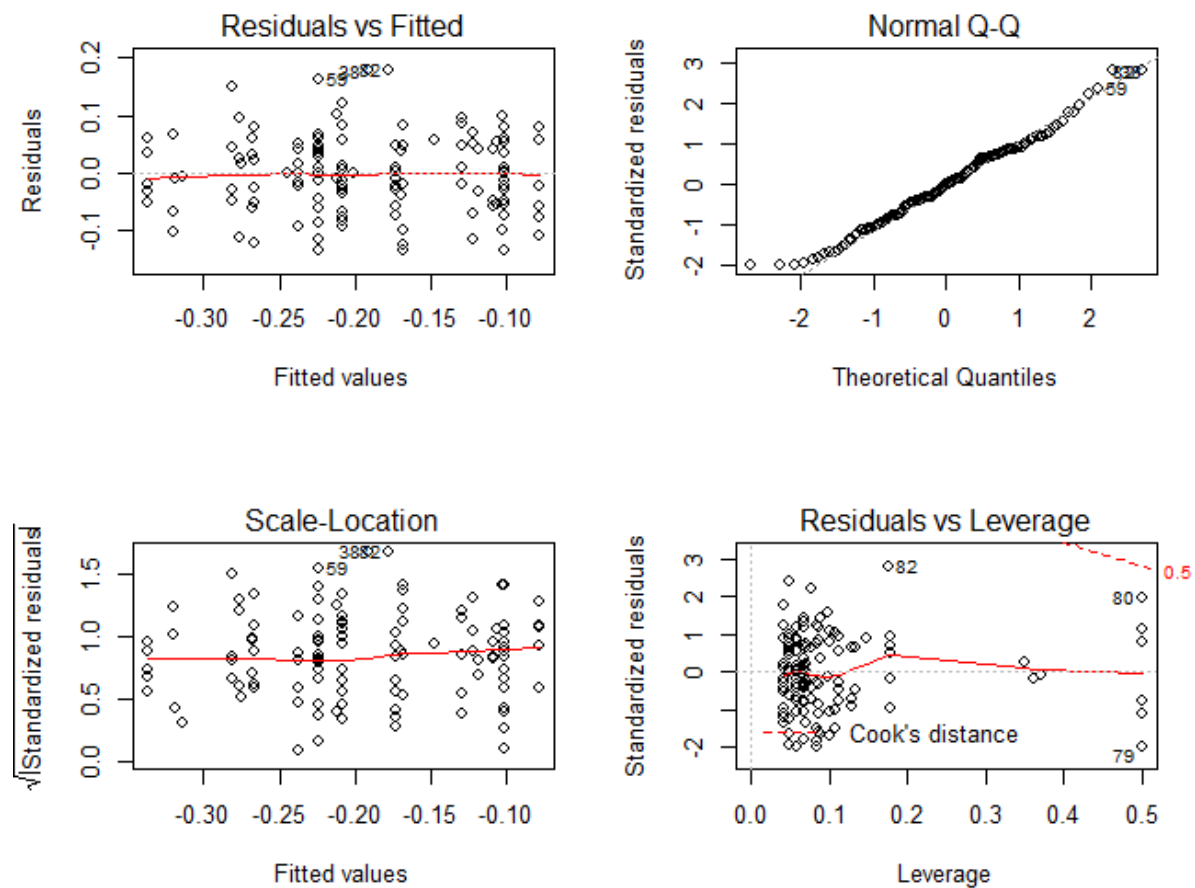 Residuals vs Fitted
Residuals
0.2
0.1
0.0
-0.1
59
82
-0.30 -0.25 -0.20 -0.15 -0.10
Fitted values
Normal Q-Q
Standardized residuals
3
2
1
0
-1
-2
59
-2 -1 0 1 2
Theoretical Quantiles
Scale-Location
√|Standardized residuals|
1.5
1.0
0.5
0.0
59
82
-0.30 -0.25 -0.20 -0.15 -0.10
Fitted values
Residuals vs Leverage
Standardized residuals
3
2
1
0
-1
-2
82
80
79
0.5
Cook's distance
0.0 0.1 0.2 0.3 0.4 0.5
Leverage